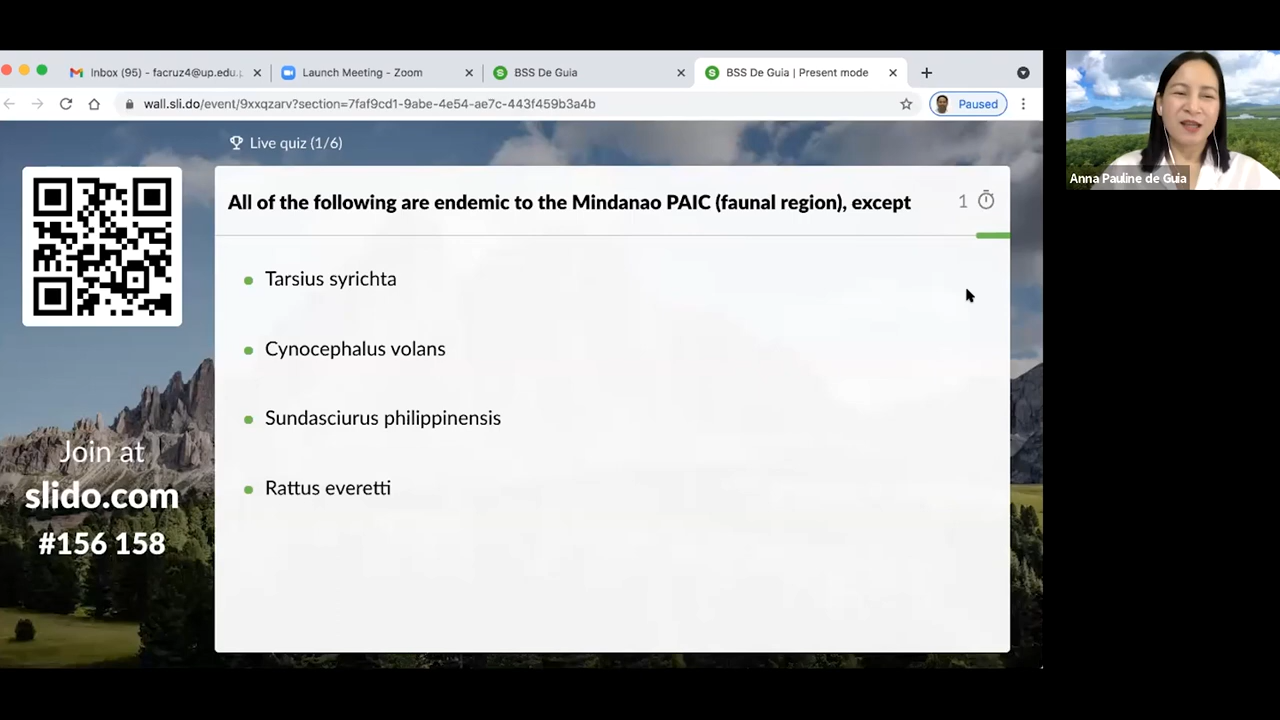 Inbox (95) - facruz4@up.edu.
Launch Meeting - Zoom
BSS De Guia
BSS De Guia | Present mode
wall.sli.do/event/9xxqzarv?section=7faf9cd1-9abe-4e54-ae7c-443f459b3a4b
Paused
Live quiz (1/6)
All of the following are endemic to the Mindanao PAIC (faunal region), except
1
Tarsius syrichta
Cynocephalus volans
Sundasciurus philippinensis
Rattus everetti
Join at
slido.com
#156 158
Anna Pauline de Guia